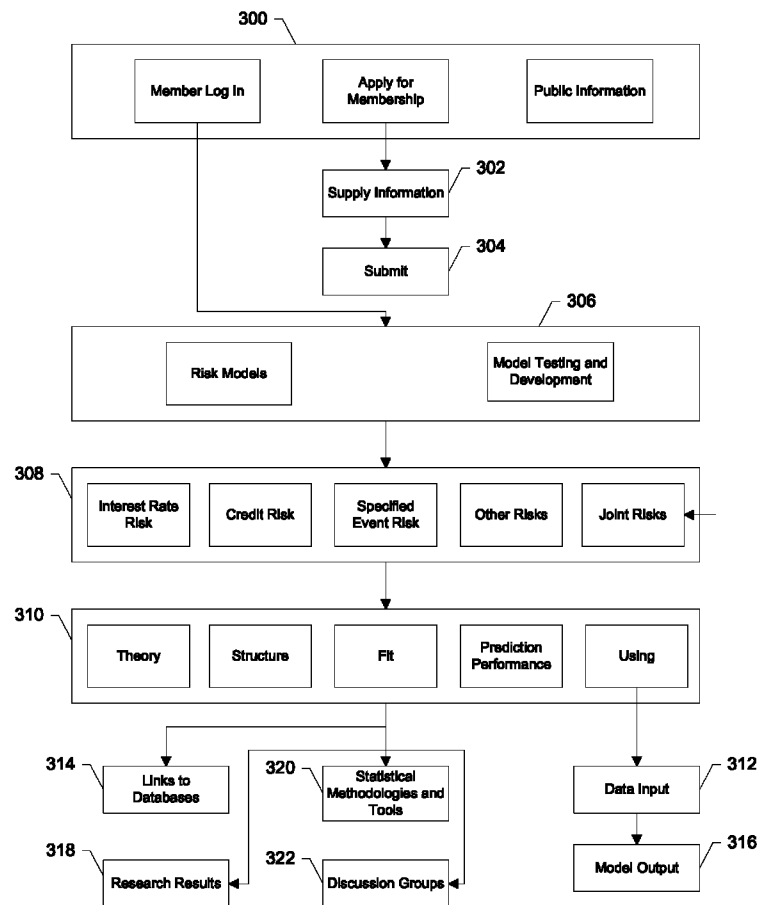 300
Member Log In
Apply for
Membership
Public Information
302
Supply Information
304
Submit
306
Risk Models
Model Testing and
Development
308
Interest Rate
Risk
Credit Risk
Specified
Event Risk
Other Risks
Joint Risks
310
Theory
Structure
Fit
Prediction
Performance
Using
314
Links to
Databases
320
Statistical
Methodologies and
Tools
312
Data Input
318
Research Results
322
Discussion Groups
316
Model Output